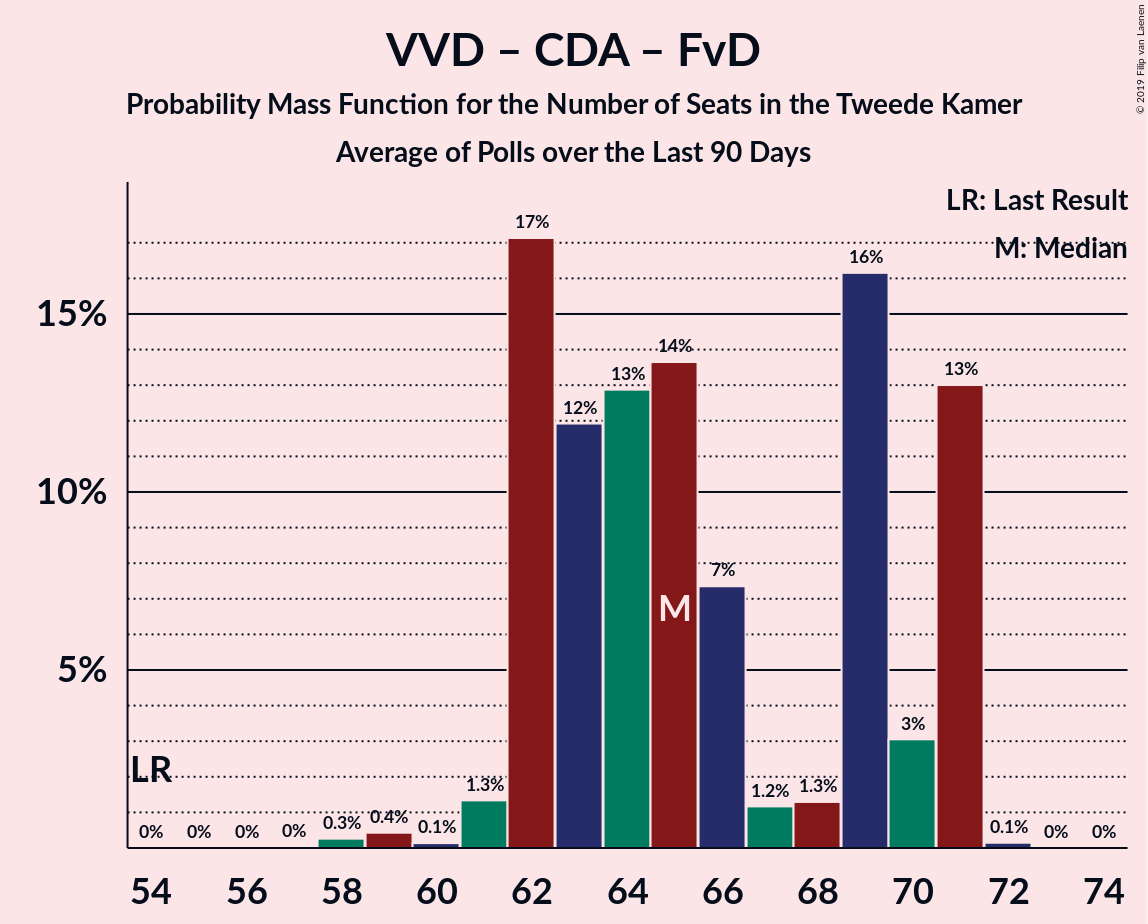 VVD – CDA – FvD
Probability Mass Function for the Number of Seats in the Tweede Kamer
Average of Polls over the Last 90 Days
© 2019 Filip van Laenen
LR: Last Result
M: Median
15%
10%
5%
LR
M
0%
0%
0%
0%
0.3%
0.4%
0.1%
1.3%
17%
12%
13%
14%
7%
1.2%
1.3%
16%
3%
13%
0.1%
0%
0%
54 56 58 60 62 64 66 68 70 72 74